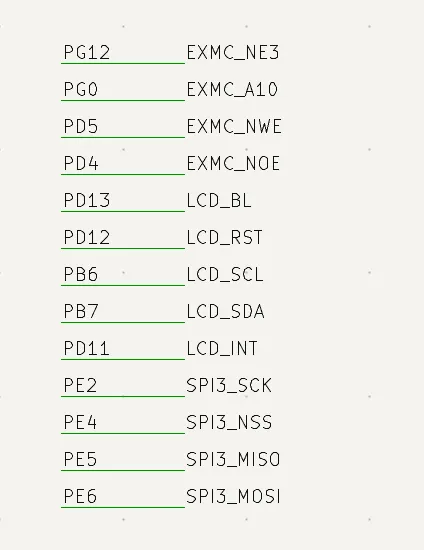 PG12 EXMC_NE3
PG0 EXMC_A10
PD5 EXMC_NWE
PD4 EXMC_NOE
PD13 LCD_BL
PD12 LCD_RST
PB6 LCD_SCL
PB7 LCD_SDA
PD11 LCD_INT
PE2 SPI3_SCK
PE4 SPI3_NSS
PE5 SPI3_MISO
PE6 SPI3_MOSI